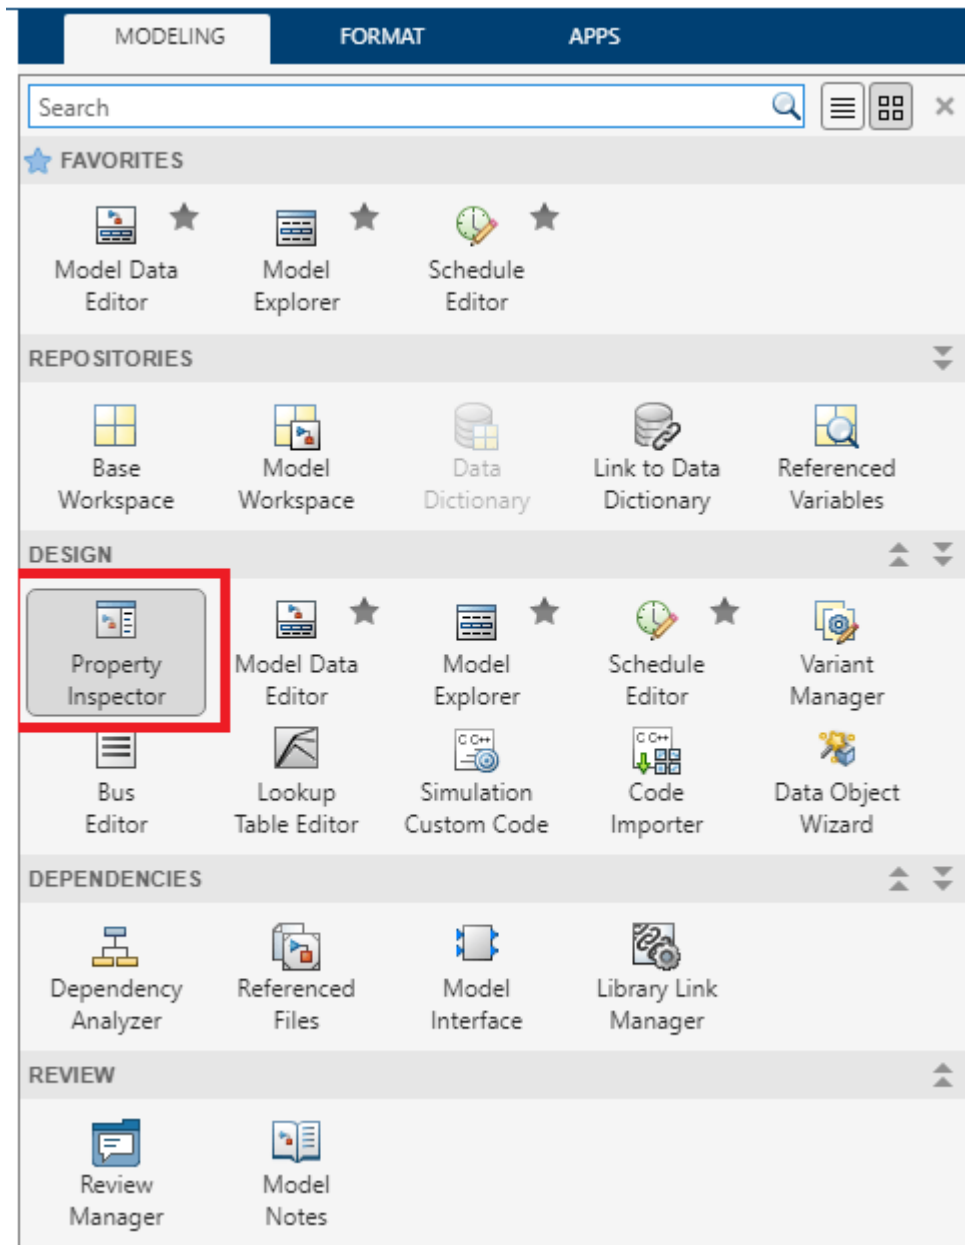 MODELING FORMAT APPS
Search
FAVORITES
Model Data Model Schedule
Editor Explorer Editor
REPOSITORIES
Base Model Data Link to Data Referenced
Workspace Workspace Dictionary Dictionary Variables
DESIGN
Property Model Data Model Schedule Variant
Inspector Editor Explorer Editor Manager
C C++ C C++
Bus Lookup Simulation Code Data Object
Editor Table Editor Custom Code Importer Wizard
DEPENDENCIES
Dependency Referenced Model Library Link
Analyzer Files Interface Manager
REVIEW
Review Model
Manager Notes